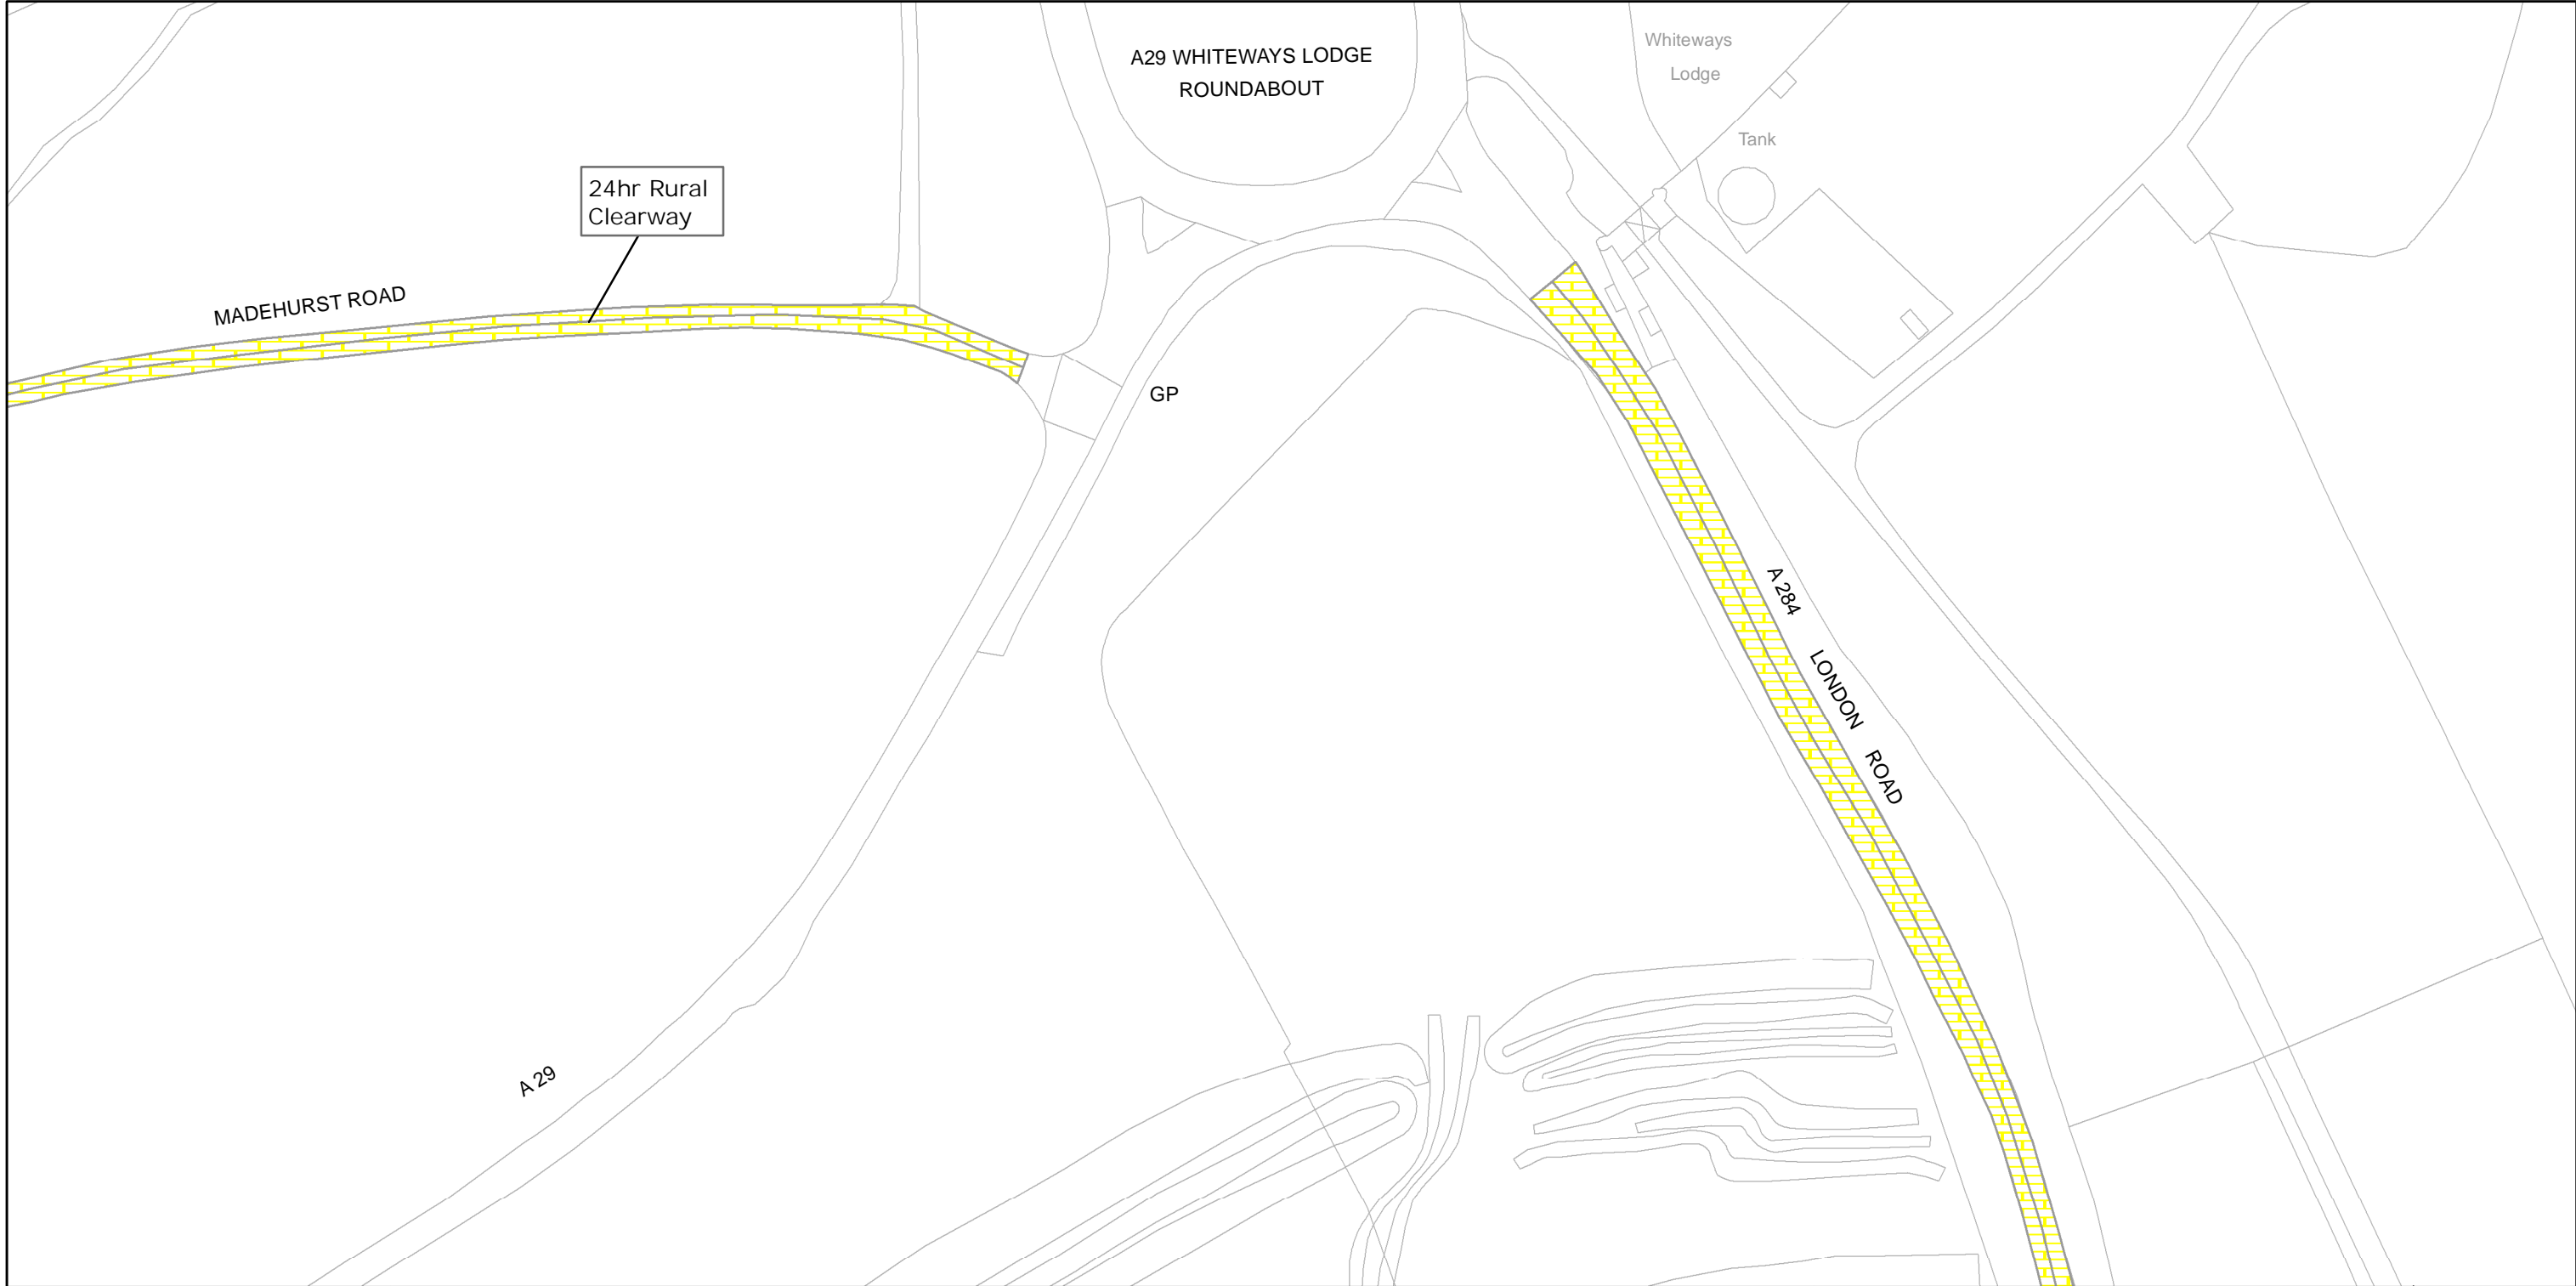 A29 WHITEWAYS LODGE
ROUNDABOUT
Whiteways
Lodge
Tank
24hr Rural
Clearway
MADEHURST ROAD
GP
A 284 LONDON ROAD
A 29